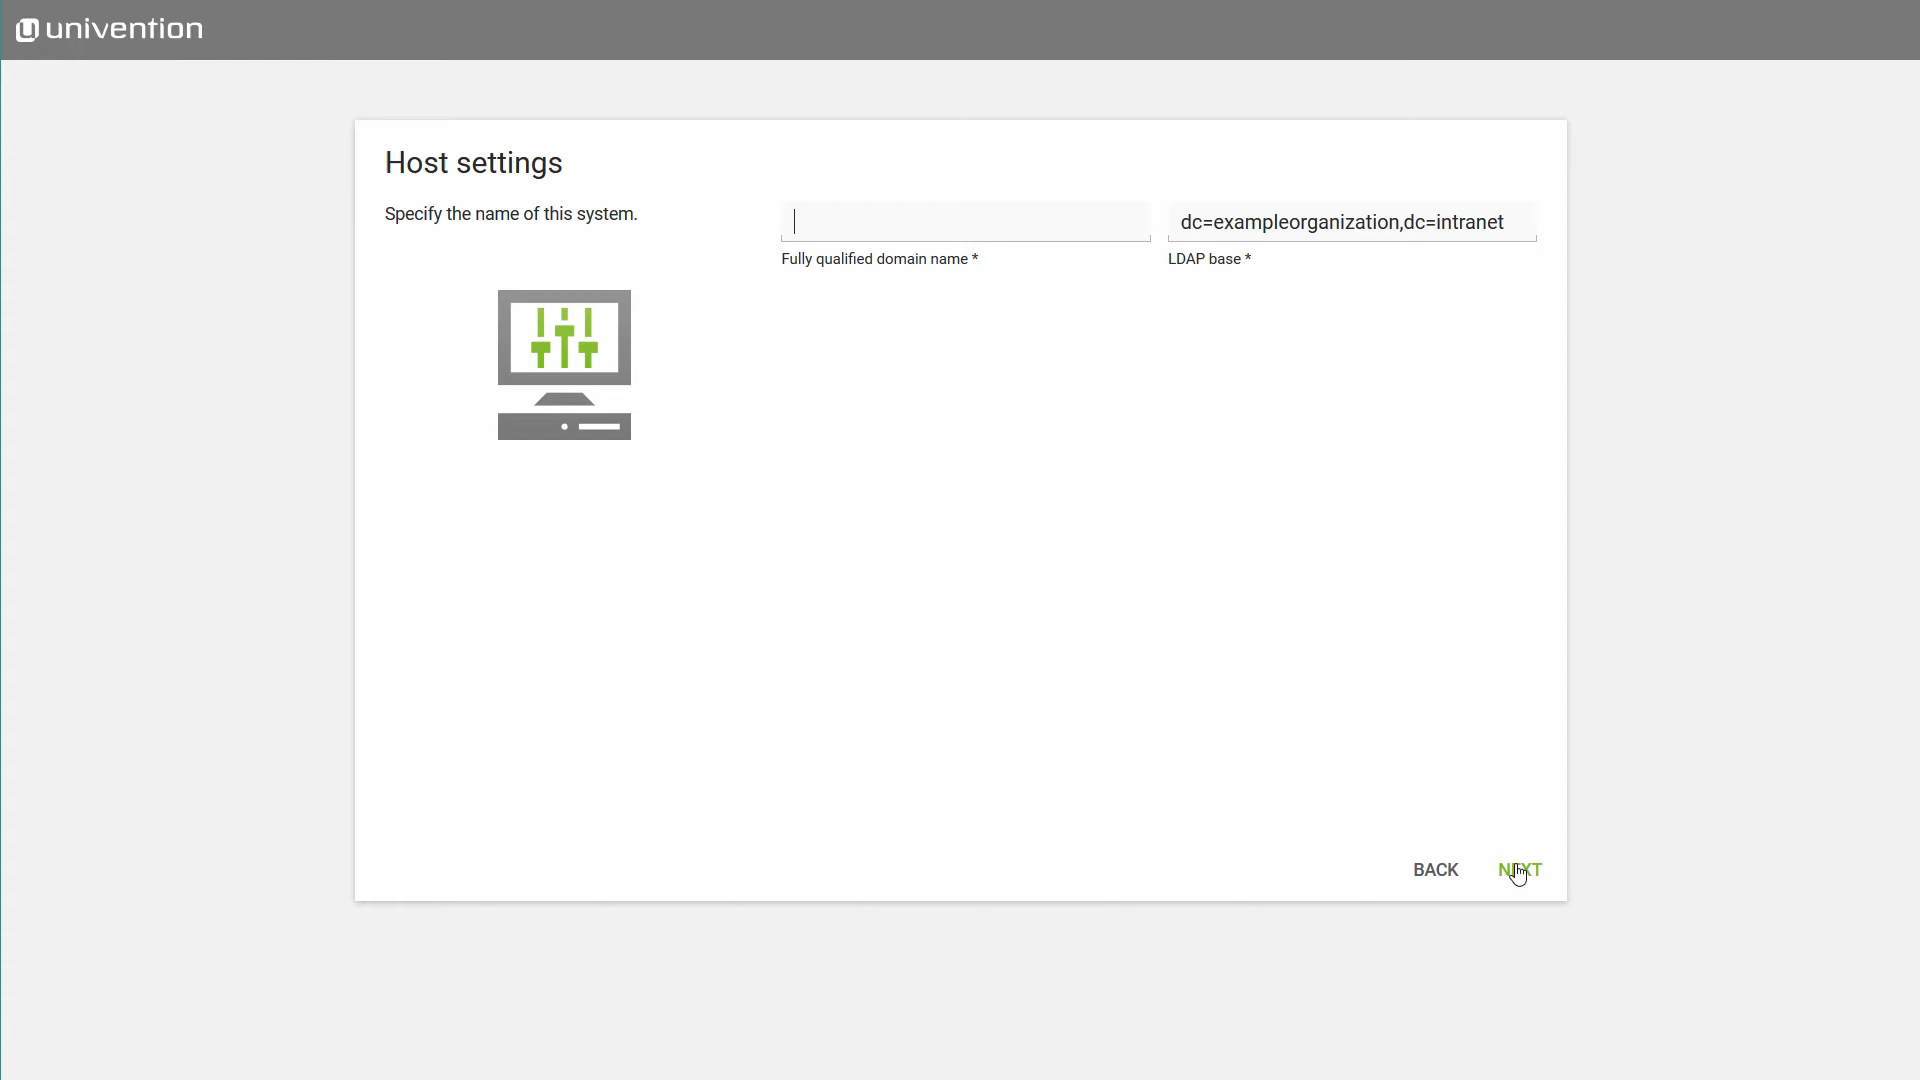 univention
Host settings
Specify the name of this system.
dc=exampleorganization,dc=intranet
Fully qualified domain name *
LDAP base *
BACK
NEXT